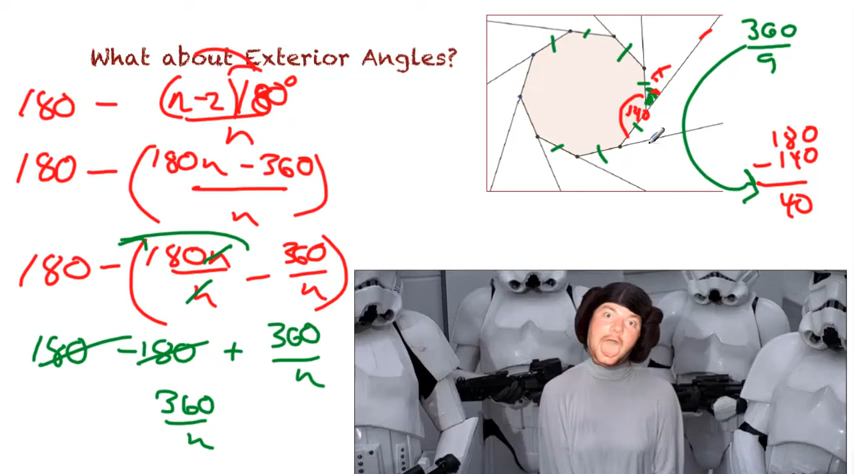 What about Exterior Angles?
180 - (n-2)180°
n
180 - (180n - 360)
n
180 - (180n - 360)
n n
180 - 180 + 360
n
360
n
140
360
9
180
- 140
40